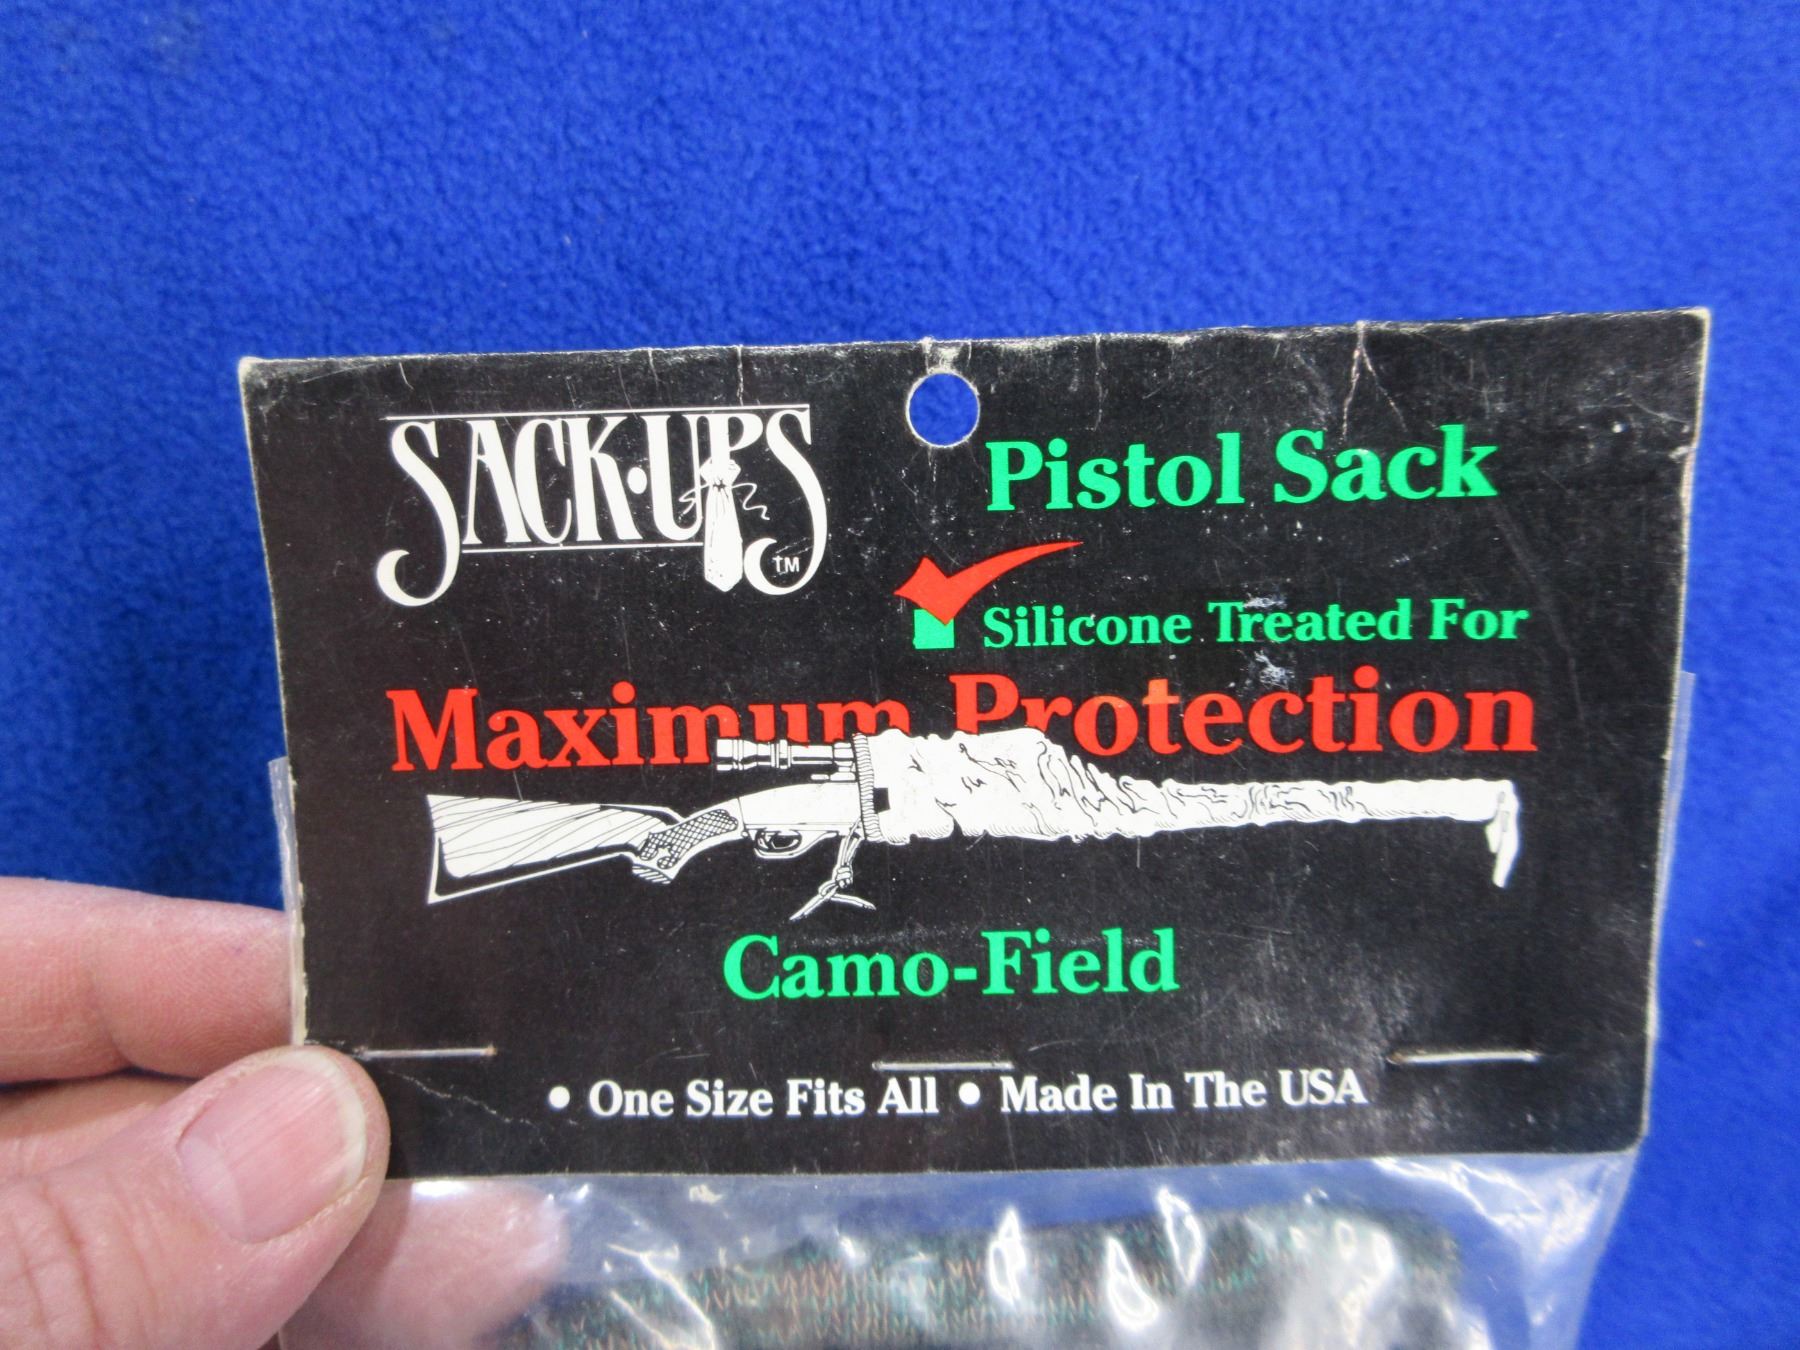 SACK·UPS
TM
Pistol Sack
Silicone Treated For
Maximum Protection
Camo-Field
• One Size Fits All • Made In The USA